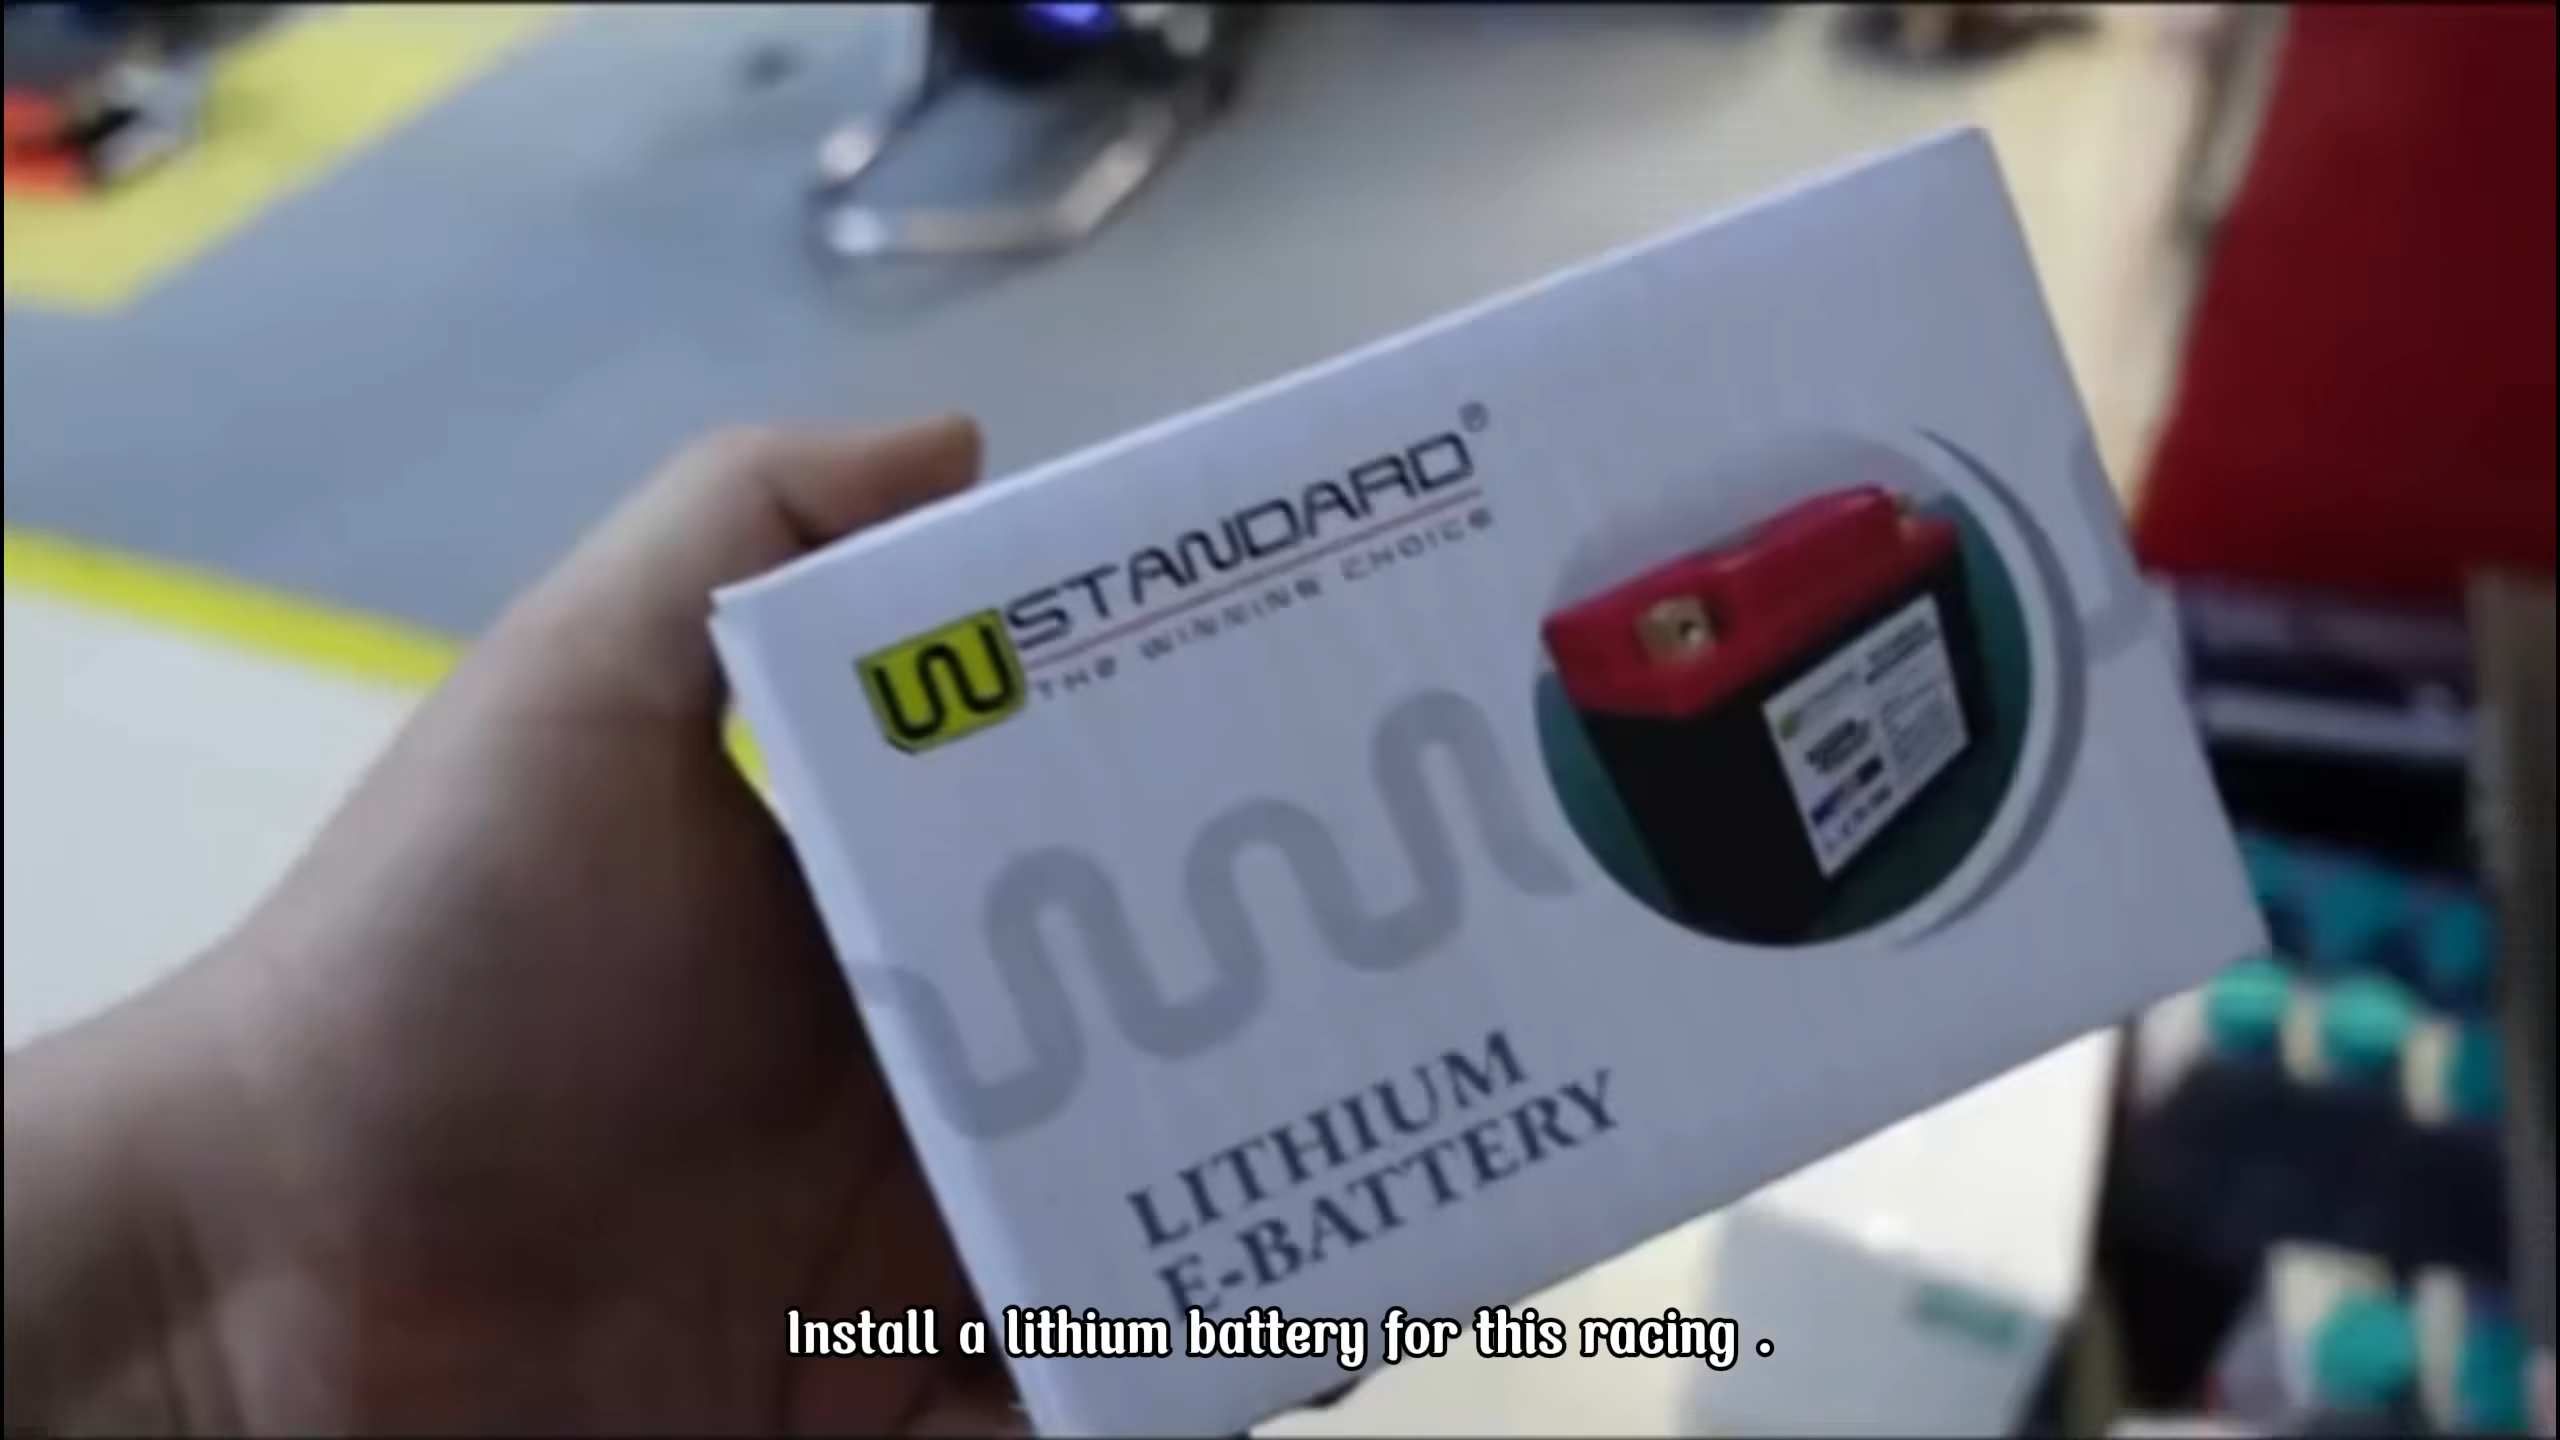 W STANDARD®
THE WINNING CHOICE
LITHIUM
E-BATTERY
Install a lithium battery for this racing .